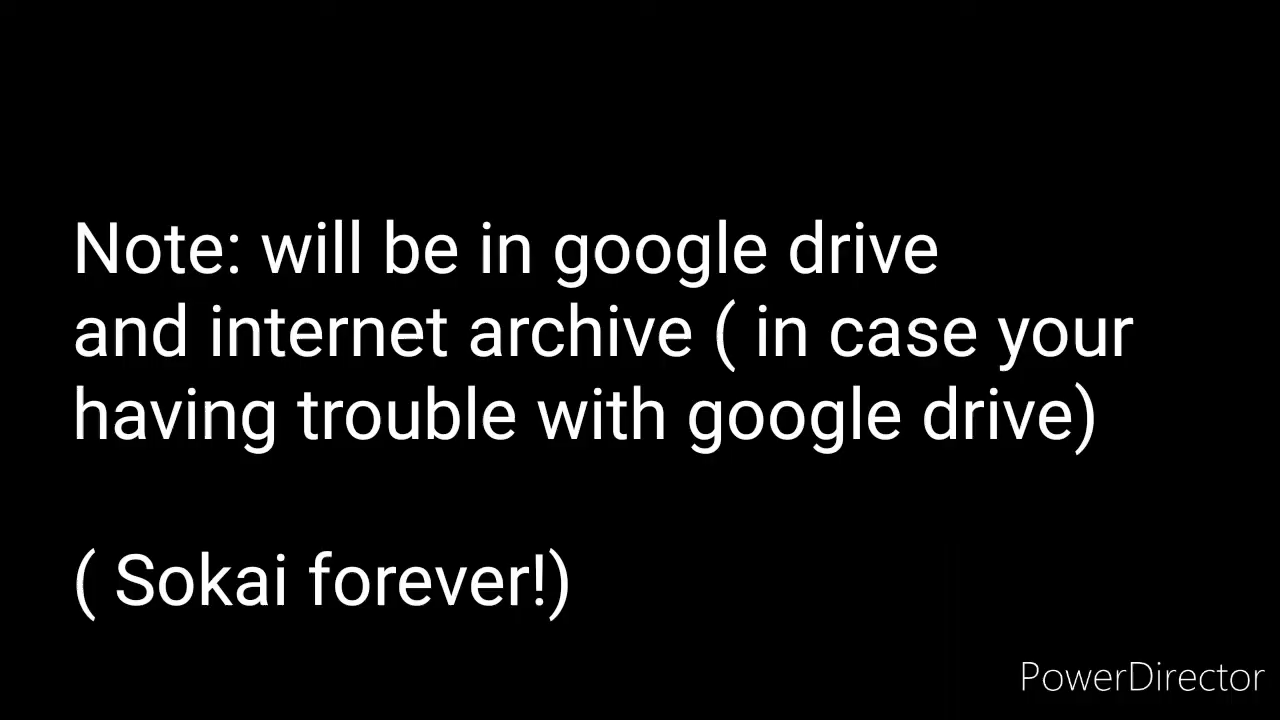 Note: will be in google drive
and internet archive ( in case your
having trouble with google drive)
( Sokai forever!)
PowerDirector